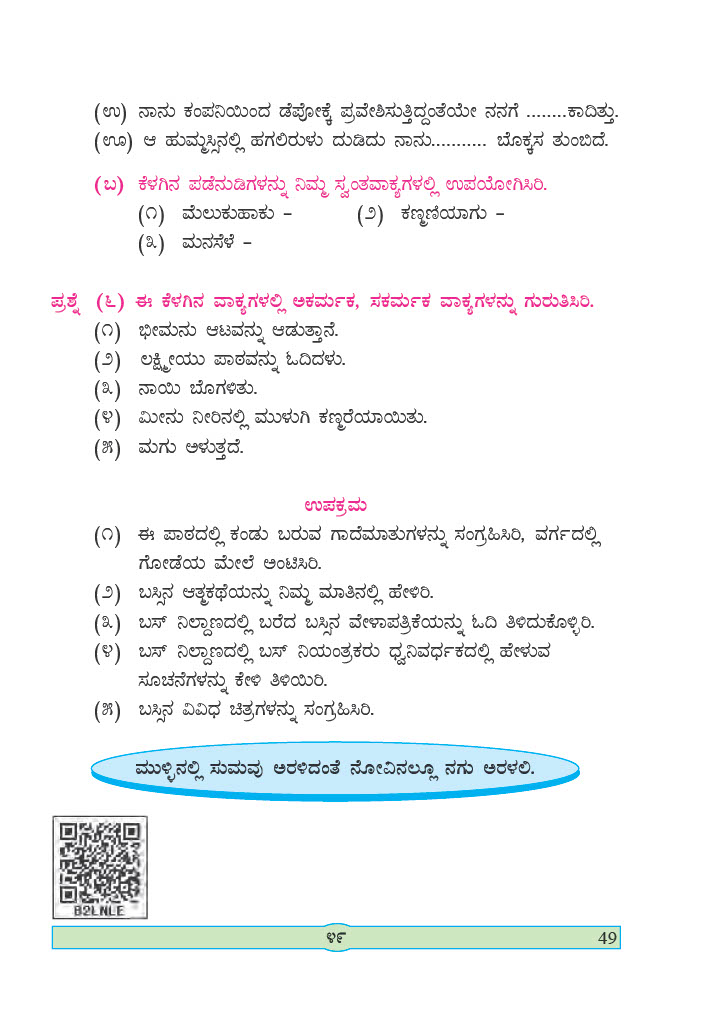 (ಉ) ನಾನು ಕಂಪನಿಯಿಂದ ಡೆಪೋಕ್ಕೆ ಪ್ರವೇಶಿಸುತ್ತಿದ್ದಂತೆಯೇ ನನಗೆ ........ಕಾದಿತ್ತು.
(ಊ) ಆ ಹುಮ್ಮಸ್ಸಿನಲ್ಲಿ ಹಗಲಿರುಳು ದುಡಿದು ನಾನು........... ಬೊಕ್ಕಸ ತುಂಬಿದೆ.
(ಬ) ಕೆಳಗಿನ ಪಡೆನುಡಿಗಳನ್ನು ನಿಮ್ಮ ಸ್ವಂತವಾಕ್ಯಗಳಲ್ಲಿ ಉಪಯೋಗಿಸಿರಿ.
(೧) ಮೆಲುಕುಹಾಕು – (೨) ಕಣ್ಮಣಿಯಾಗು –
(೩) ಮನಸೆಳೆ –
ಪ್ರಶ್ನೆ (೬) ಈ ಕೆಳಗಿನ ವಾಕ್ಯಗಳಲ್ಲಿ ಅಕರ್ಮಕ, ಸಕರ್ಮಕ ವಾಕ್ಯಗಳನ್ನು ಗುರುತಿಸಿರಿ.
(೧) ಭೀಮನು ಆಟವನ್ನು ಆಡುತ್ತಾನೆ.
(೨) ಲಕ್ಷ್ಮೀಯು ಪಾಠವನ್ನು ಓದಿದಳು.
(೩) ನಾಯಿ ಬೊಗಳಿತು.
(೪) ಮೀನು ನೀರಿನಲ್ಲಿ ಮುಳುಗಿ ಕಣ್ಮರೆಯಾಯಿತು.
(೫) ಮಗು ಅಳುತ್ತದೆ.
ಉಪಕ್ರಮ
(೧) ಈ ಪಾಠದಲ್ಲಿ ಕಂಡು ಬರುವ ಗಾದೆಮಾತುಗಳನ್ನು ಸಂಗ್ರಹಿಸಿರಿ, ವರ್ಗದಲ್ಲಿ
ಗೋಡೆಯ ಮೇಲೆ ಅಂಟಿಸಿರಿ.
(೨) ಬಸ್ಸಿನ ಆತ್ಮಕಥೆಯನ್ನು ನಿಮ್ಮ ಮಾತಿನಲ್ಲಿ ಹೇಳಿರಿ.
(೩) ಬಸ್ ನಿಲ್ದಾಣದಲ್ಲಿ ಬರೆದ ಬಸ್ಸಿನ ವೇಳಾಪತ್ರಿಕೆಯನ್ನು ಓದಿ ತಿಳಿದುಕೊಳ್ಳಿರಿ.
(೪) ಬಸ್ ನಿಲ್ದಾಣದಲ್ಲಿ ಬಸ್ ನಿಯಂತ್ರಕರು ಧ್ವನಿವರ್ಧಕದಲ್ಲಿ ಹೇಳುವ
ಸೂಚನೆಗಳನ್ನು ಕೇಳಿ ತಿಳಿಯಿರಿ.
(೫) ಬಸ್ಸಿನ ವಿವಿಧ ಚಿತ್ರಗಳನ್ನು ಸಂಗ್ರಹಿಸಿರಿ.
ಮುಳ್ಳಿನಲ್ಲಿ ಸುಮವು ಅರಳಿದಂತೆ ನೋವಿನಲ್ಲೂ ನಗು ಅರಳಲಿ.
B2LNLE
೪೯ 49